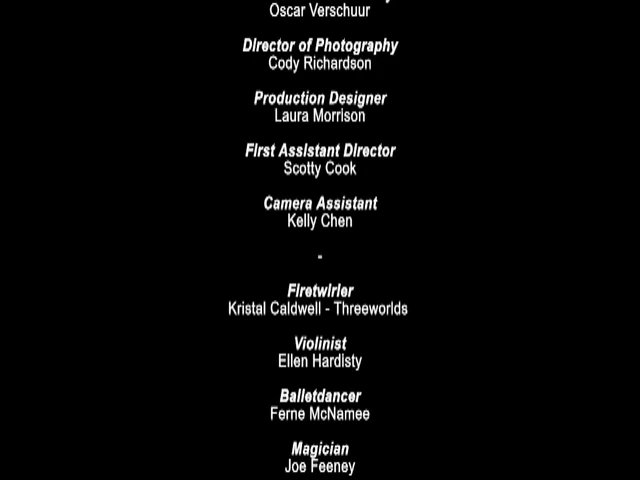 Oscar Verschuur
Director of Photography
Cody Richardson
Production Designer
Laura Morrison
First Assistant Director
Scotty Cook
Camera Assistant
Kelly Chen
-
Firetwirler
Kristal Caldwell - Threeworlds
Violinist
Ellen Hardisty
Balletdancer
Ferne McNamee
Magician
Joe Feeney